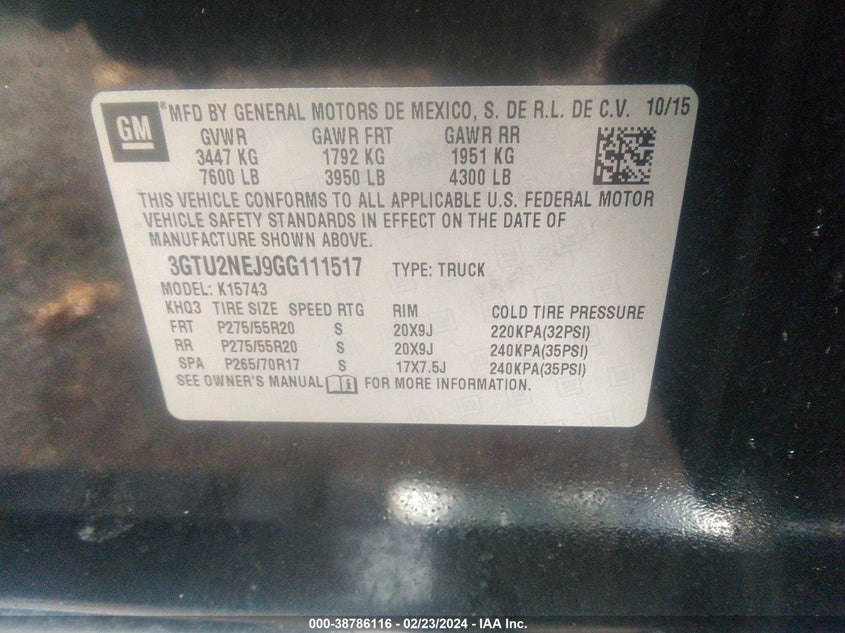 GM ® MFD BY GENERAL MOTORS DE MEXICO, S. DE R.L. DE C.V. 10/15
GVWR GAWR FRT GAWR RR
3447 KG 1792 KG 1951 KG
7600 LB 3950 LB 4300 LB
THIS VEHICLE CONFORMS TO ALL APPLICABLE U.S. FEDERAL MOTOR
VEHICLE SAFETY STANDARDS IN EFFECT ON THE DATE OF
MANUFACTURE SHOWN ABOVE.
3GTU2NEJ9GG111517 TYPE: TRUCK
MODEL: K15743
KHQ3 TIRE SIZE SPEED RTG RIM COLD TIRE PRESSURE
FRT P275/55R20 S 20X9J 220KPA(32PSI)
RR P275/55R20 S 20X9J 240KPA(35PSI)
SPA P265/70R17 S 17X7.5J 240KPA(35PSI)
SEE OWNER'S MANUAL FOR MORE INFORMATION.
000-38786116 - 02/23/2024 - IAA Inc.